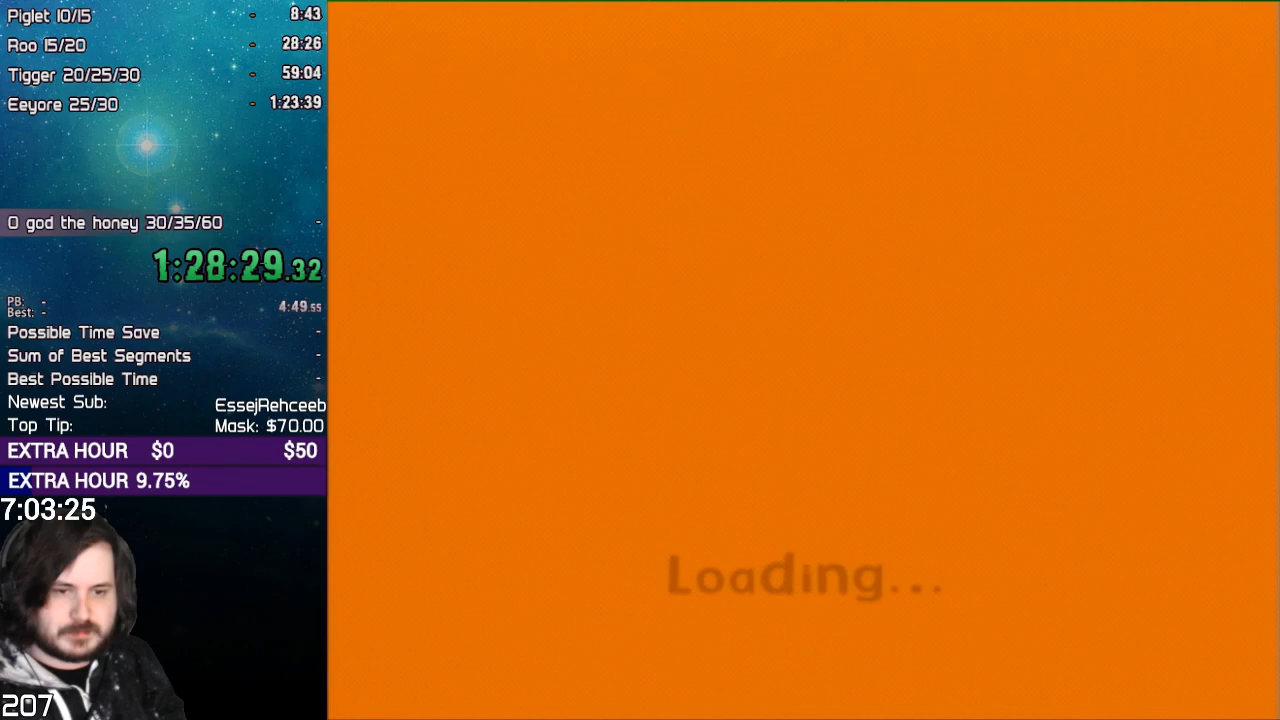 Piglet 10/15 - 8:43
Roo 15/20 - 28:26
Tigger 20/25/30 - 59:04
Eeyore 25/30 - 1:23:39
O god the honey 30/35/60 -
1:28:29.32
PB: - 4:49.55
Best: -
Possible Time Save -
Sum of Best Segments -
Best Possible Time -
Newest Sub: EssejRehceeb
Top Tip: Mask: $70.00
EXTRA HOUR $0 $50
EXTRA HOUR 9.75%
7:03:25
207
Loading...